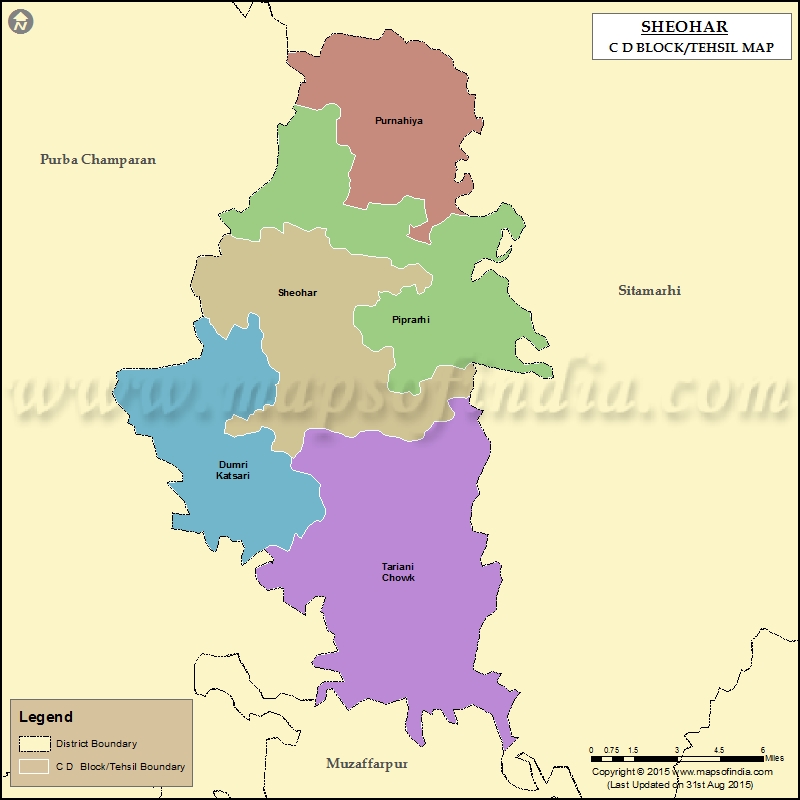 N
SHEOHAR
C D BLOCK/TEHSIL MAP
Purnahiya
Purba Champaran
Sitamarhi
Sheohar
Piprarhi
www.mapsofindia.com
Dumri
Katsari
Tariani
Chowk
Legend
District Boundary
C D Block/Tehsil Boundary
Muzaffarpur
0 0.75 1.5 3 4.5 6
Miles
Copyright © 2015 www.mapsofindia.com
(Last Updated on 31st Aug 2015)